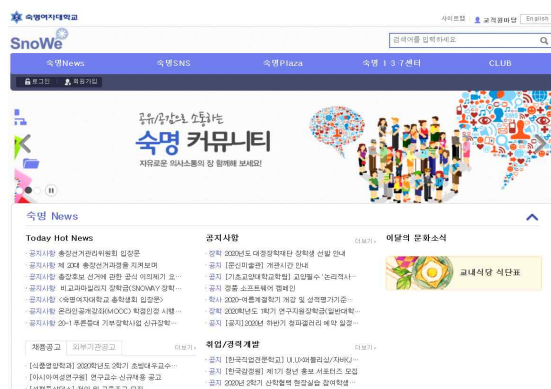 숙명여자대학교
사이트맵 교직원마당 English
SnoWe
검색어를 입력하세요
숙명News 숙명SNS 숙명Plaza 숙명 1·3·7센터 CLUB
로그인 회원가입
공유/공감으로 소통하는
숙명 커뮤니티
자유로운 의사소통의 장 함께해 보세요!
숙명 News
Today Hot News
공지사항 총장선거관리위원회 입장문
공지사항 제 20대 총장선거과정을 지켜보며
공지사항 총장후보 선거에 관한 공식 이의제기 요…
공지사항 비교과마일리지 장학금(SNOWAY 장학…
공지사항 <숙명여자대학교 총학생회 입장문>
공지사항 온라인공개강좌(MOOC) 학점인정 시행…
공지사항 20-1 푸른등대 기부장학사업 신규장학…
공지사항 더보기
장학 2020년도 대청장학재단 장학생 선발 안내
공지 [문신미술관] 개관시간 안내
공지 [기초교양대학교학팀] 교양필수 '논리적사…
공지 정품 소프트웨어 캠페인
학사 2020-여름계절학기 개강 및 성적평가기준…
장학 2020학년도 1학기 연구지원장학금(일반대학…
공지 [공지]2020년 하반기 청파갤러리 예약 일정…
이달의 문화소식
교내식당 식단표
채용공고 외부기관공고 더보기
[식품영양학과] 2020학년도 2학기 초빙대우교수…
[아시아여성연구원] 연구교수 신규채용 공고
취업/경력개발 더보기
공지 [한국직업전문학교] UI,UX퍼블리싱/자바(J…
공지 [한국감정원] 제1기 청년 홍보 서포터즈 모집
공지 2020년 2학기 산학협력 현장실습 참여학생…